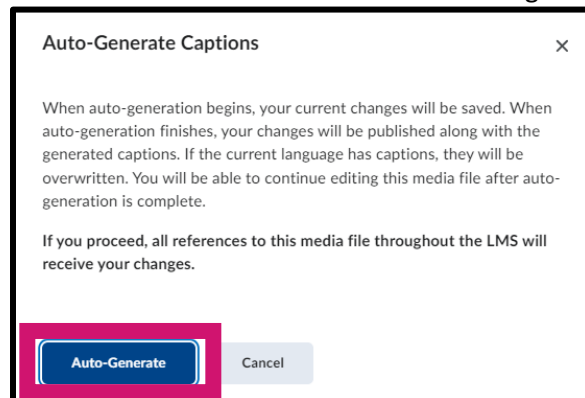 Auto-Generate Captions
When auto-generation begins, your current changes will be saved. When
auto-generation finishes, your changes will be published along with the
generated captions. If the current language has captions, they will be
overwritten. You will be able to continue editing this media file after auto-
generation is complete.
If you proceed, all references to this media file throughout the LMS will
receive your changes.
Auto-Generate Cancel